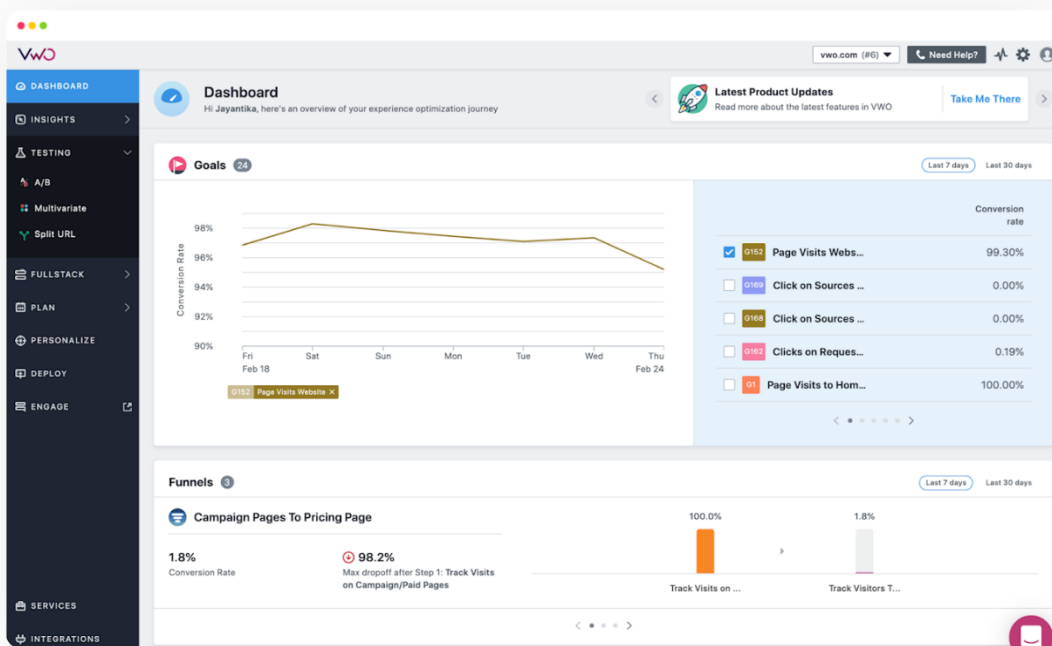 VWO
vwo.com (#6)
Need Help?
DASHBOARD
INSIGHTS
TESTING
A/B
Multivariate
Split URL
FULLSTACK
PLAN
PERSONALIZE
DEPLOY
ENGAGE
SERVICES
INTEGRATIONS
Dashboard
Hi Jayantika, here's an overview of your experience optimization journey
Latest Product Updates
Read more about the latest features in VWO
Take Me There
Goals 24
Last 7 days Last 30 days
Conversion Rate
98%
96%
94%
92%
90%
Fri Sat Sun Mon Tue Wed Thu
Feb 18 Feb 24
G152 Page Visits Website ×
Conversion
rate
G152 Page Visits Webs... 99.30%
G169 Click on Sources ... 0.00%
G168 Click on Sources ... 0.00%
G162 Clicks on Reques... 0.19%
G1 Page Visits to Hom... 100.00%
Funnels 3
Last 7 days Last 30 days
Campaign Pages To Pricing Page
1.8%
Conversion Rate
98.2%
Max dropoff after Step 1: Track Visits
on Campaign/Paid Pages
100.0% 1.8%
Track Visits on ... Track Visitors T...